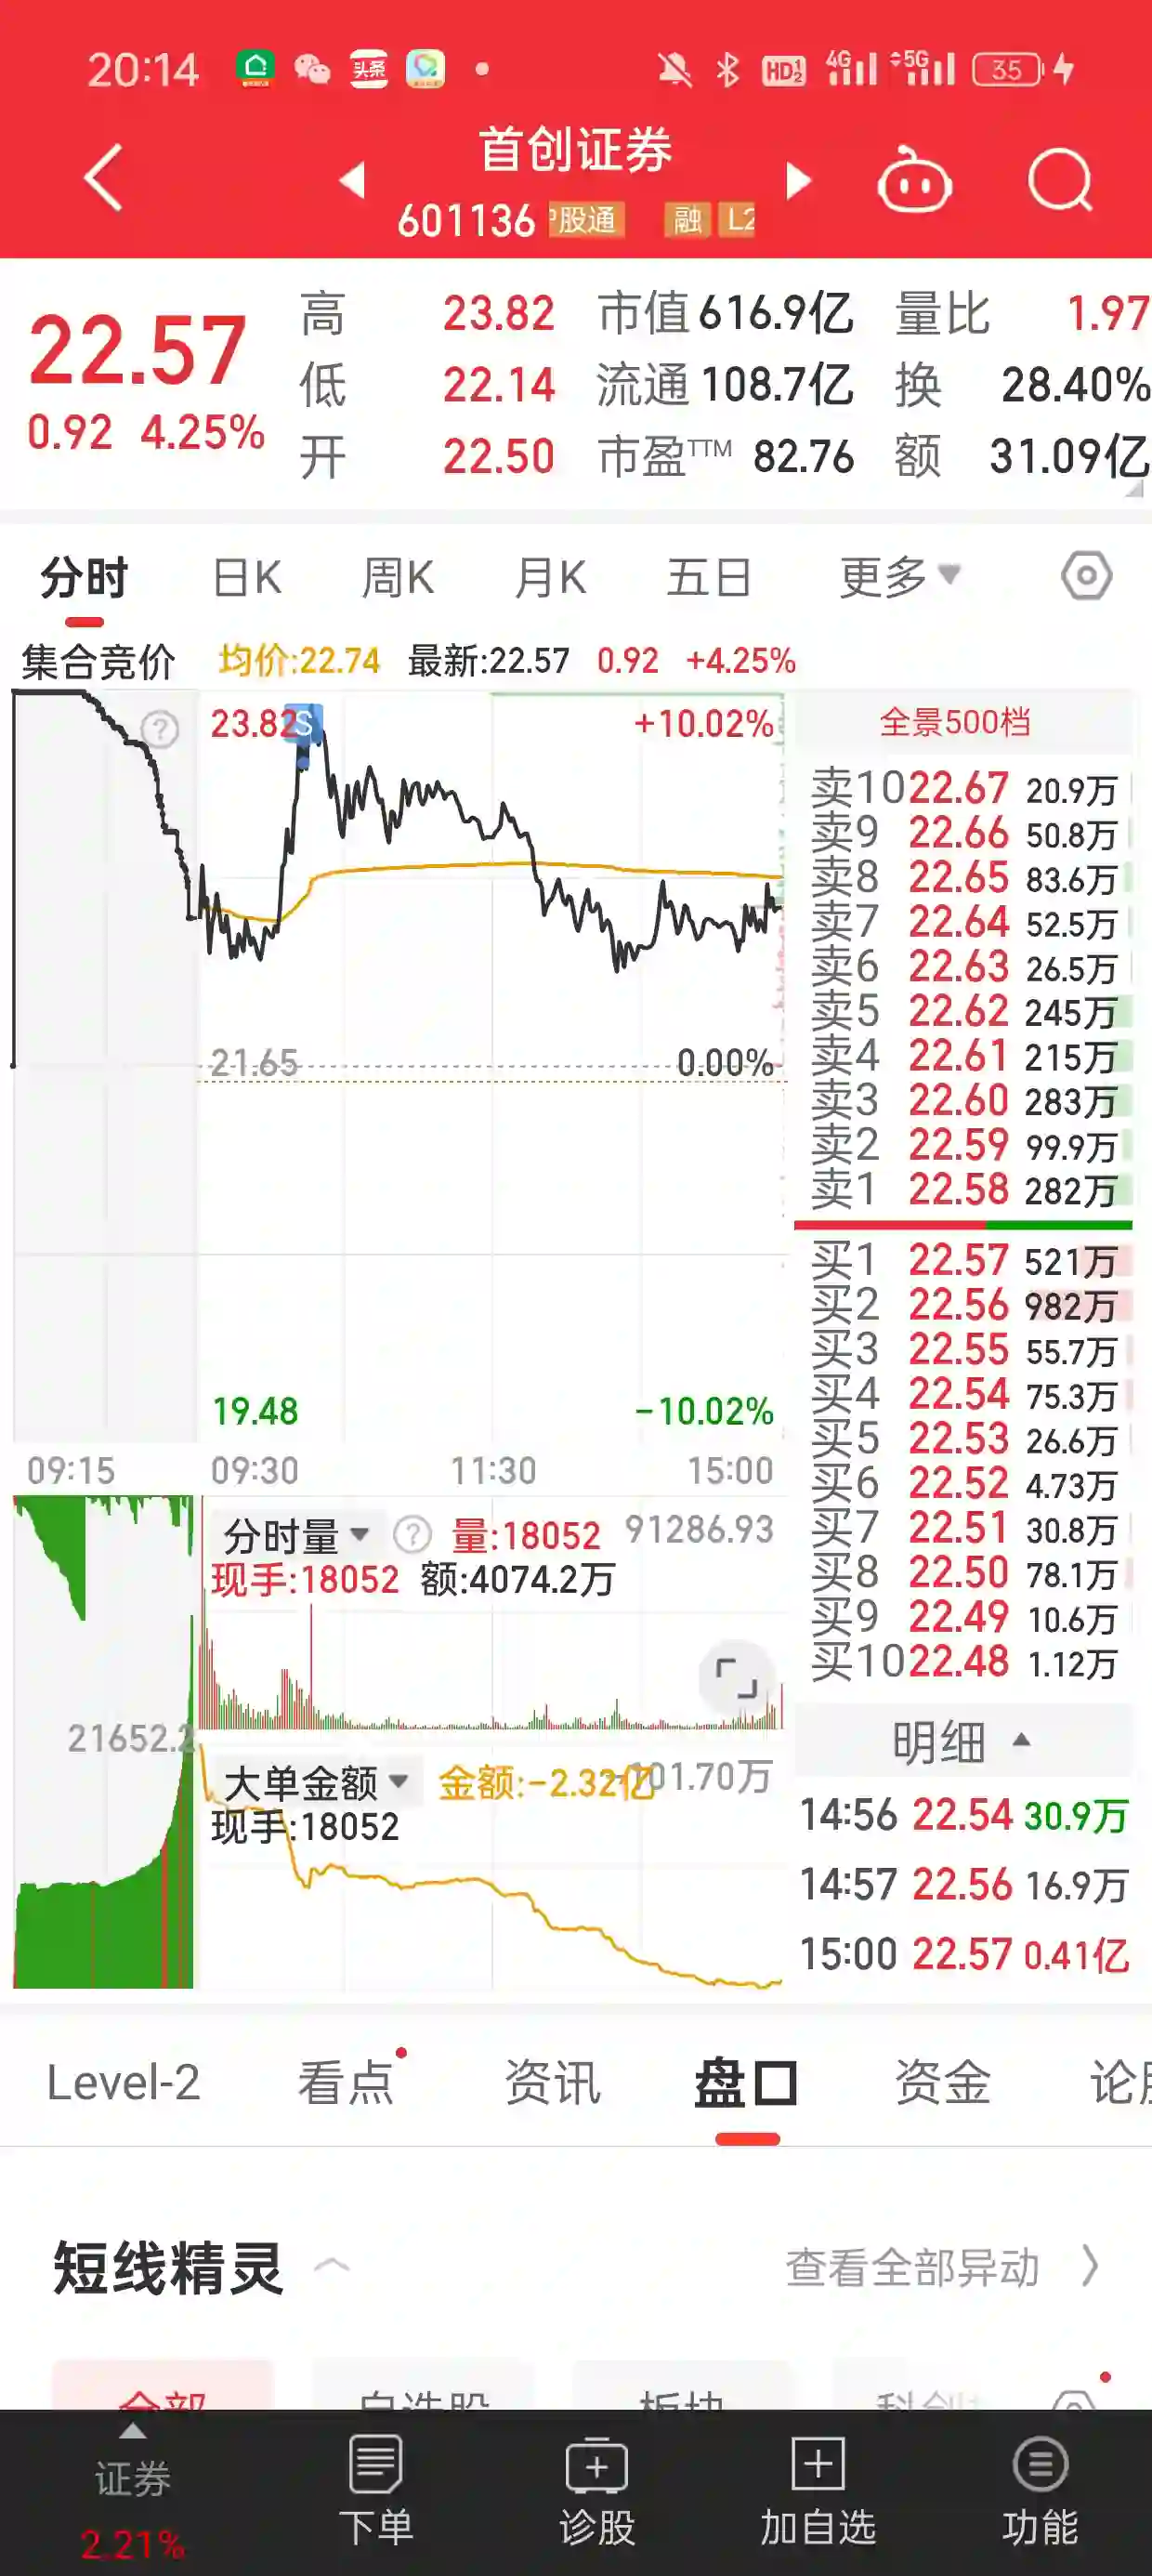 20:14 头条 HD12 4G 5G 35
首创证券
601136 股通 融 L2
22.57
0.92 4.25%
高 23.82 市值 616.9亿 量比 1.97
低 22.14 流通 108.7亿 换 28.40%
开 22.50 市盈TTM 82.76 额 31.09亿
分时 日K 周K 月K 五日 更多
集合竞价 均价:22.74 最新:22.57 0.92 +4.25%
23.82 S +10.02%
21.65 0.00%
19.48 -10.02%
09:15 09:30 11:30 15:00
分时量 ? 量:18052 91286.93
现手:18052 额:4074.2万
21652.2
大单金额 金额:-2.32亿 101.70万
现手:18052
全景500档
卖10 22.67 20.9万
卖9 22.66 50.8万
卖8 22.65 83.6万
卖7 22.64 52.5万
卖6 22.63 26.5万
卖5 22.62 245万
卖4 22.61 215万
卖3 22.60 283万
卖2 22.59 99.9万
卖1 22.58 282万
买1 22.57 521万
买2 22.56 982万
买3 22.55 55.7万
买4 22.54 75.3万
买5 22.53 26.6万
买6 22.52 4.73万
买7 22.51 30.8万
买8 22.50 78.1万
买9 22.49 10.6万
买10 22.48 1.12万
明细
14:56 22.54 30.9万
14:57 22.56 16.9万
15:00 22.57 0.41亿
Level-2 看点 资讯 盘口 资金 论股
短线精灵 查看全部异动
全部 自选股 板块 科创
证券 下单 诊股 加自选 功能
2.21%